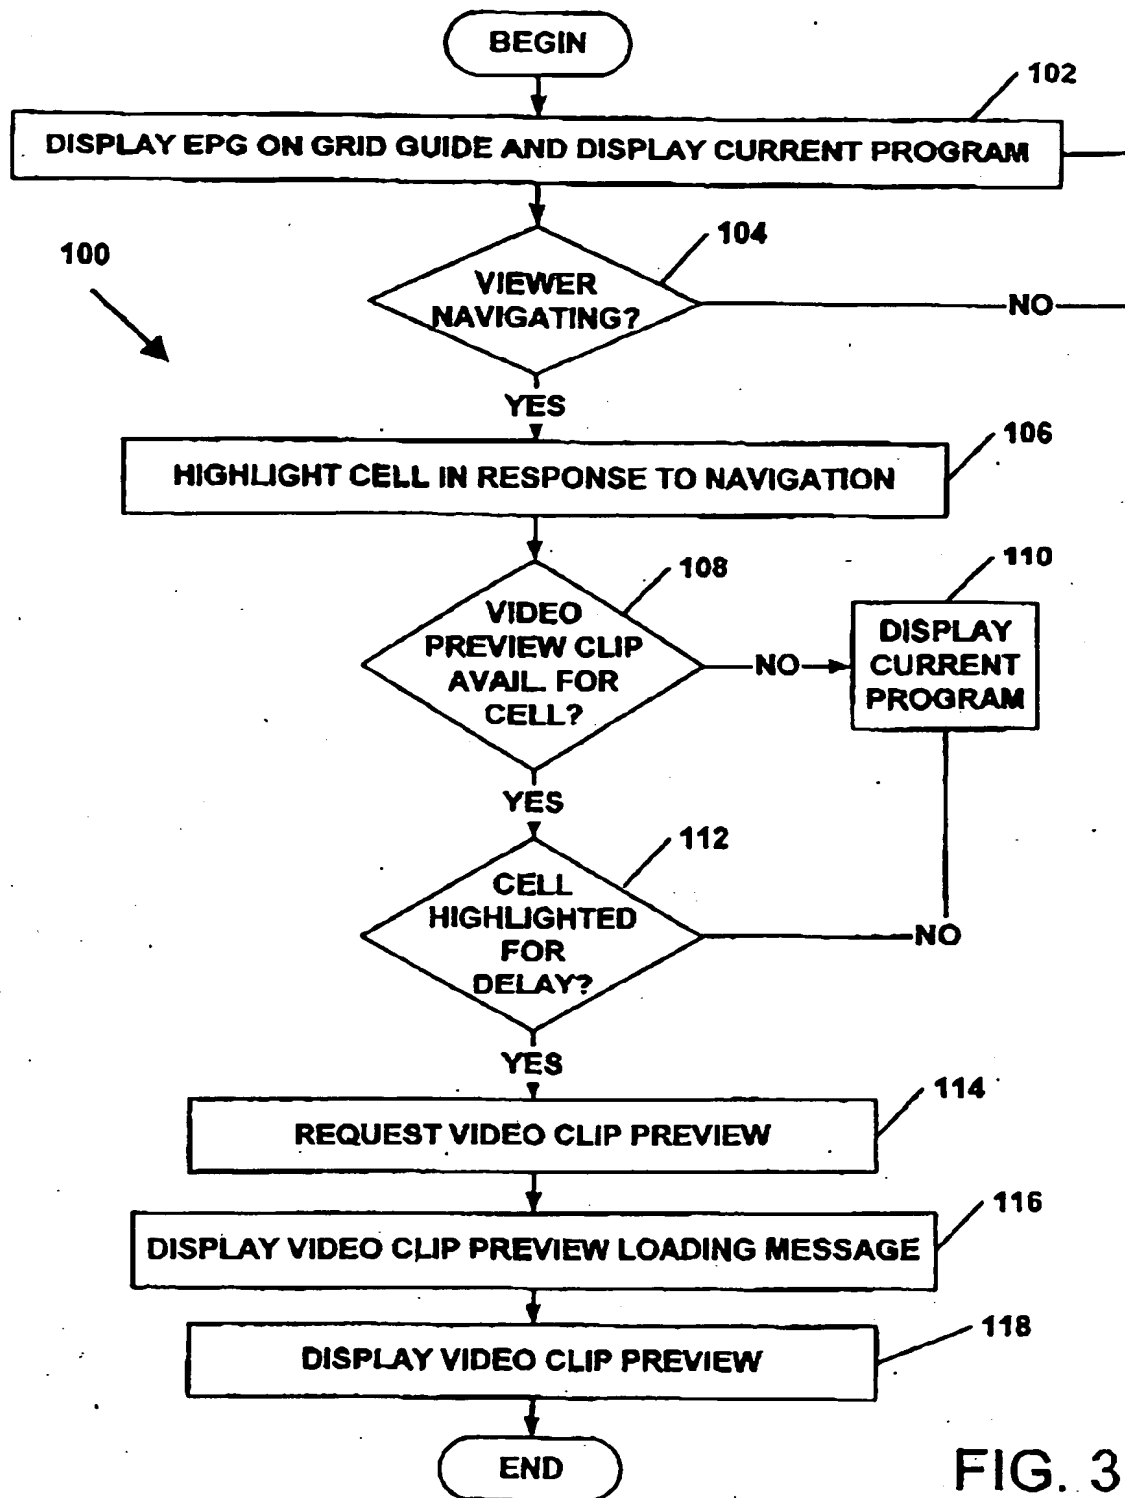 BEGIN
102
DISPLAY EPG ON GRID GUIDE AND DISPLAY CURRENT PROGRAM
104
100
VIEWER
NAVIGATING?
NO
YES
106
HIGHLIGHT CELL IN RESPONSE TO NAVIGATION
108
110
VIDEO
PREVIEW CLIP
AVAIL. FOR
CELL?
NO
DISPLAY
CURRENT
PROGRAM
YES
112
CELL
HIGHLIGHTED
FOR
DELAY?
NO
YES
114
REQUEST VIDEO CLIP PREVIEW
116
DISPLAY VIDEO CLIP PREVIEW LOADING MESSAGE
118
DISPLAY VIDEO CLIP PREVIEW
END
FIG. 3